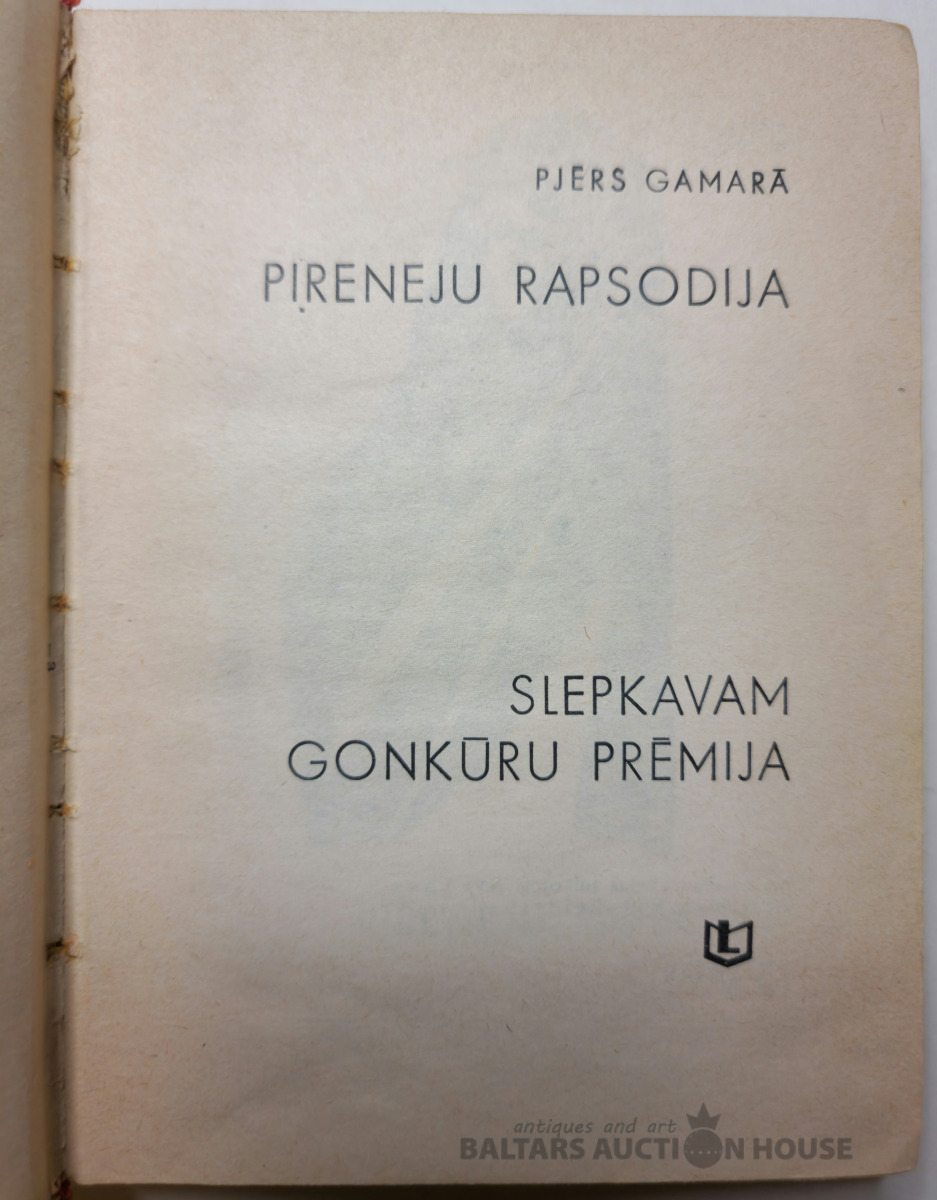 PJĒRS GAMARĀ
PIRENEJU RAPSODIJA
SLEPKAVAM
GONKŪRU PRĒMIJA
L
antiques and art
BALTARS AUCTION HOUSE